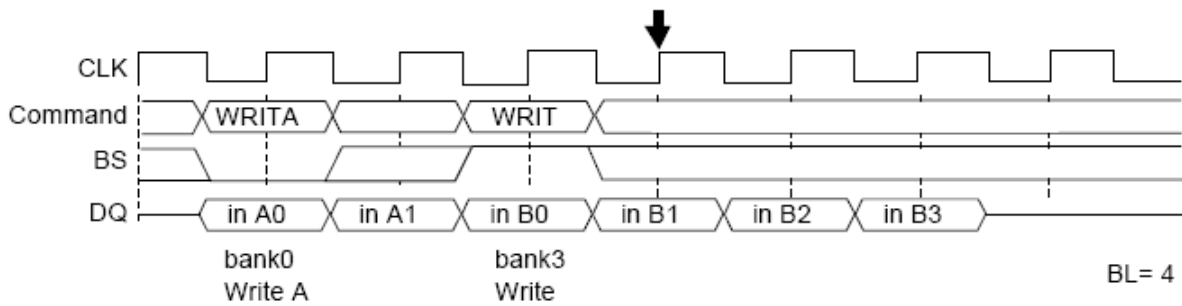 CLK
Command WRITA WRIT
BS
DQ in A0 in A1 in B0 in B1 in B2 in B3
bank0 bank3
Write A Write
BL= 4